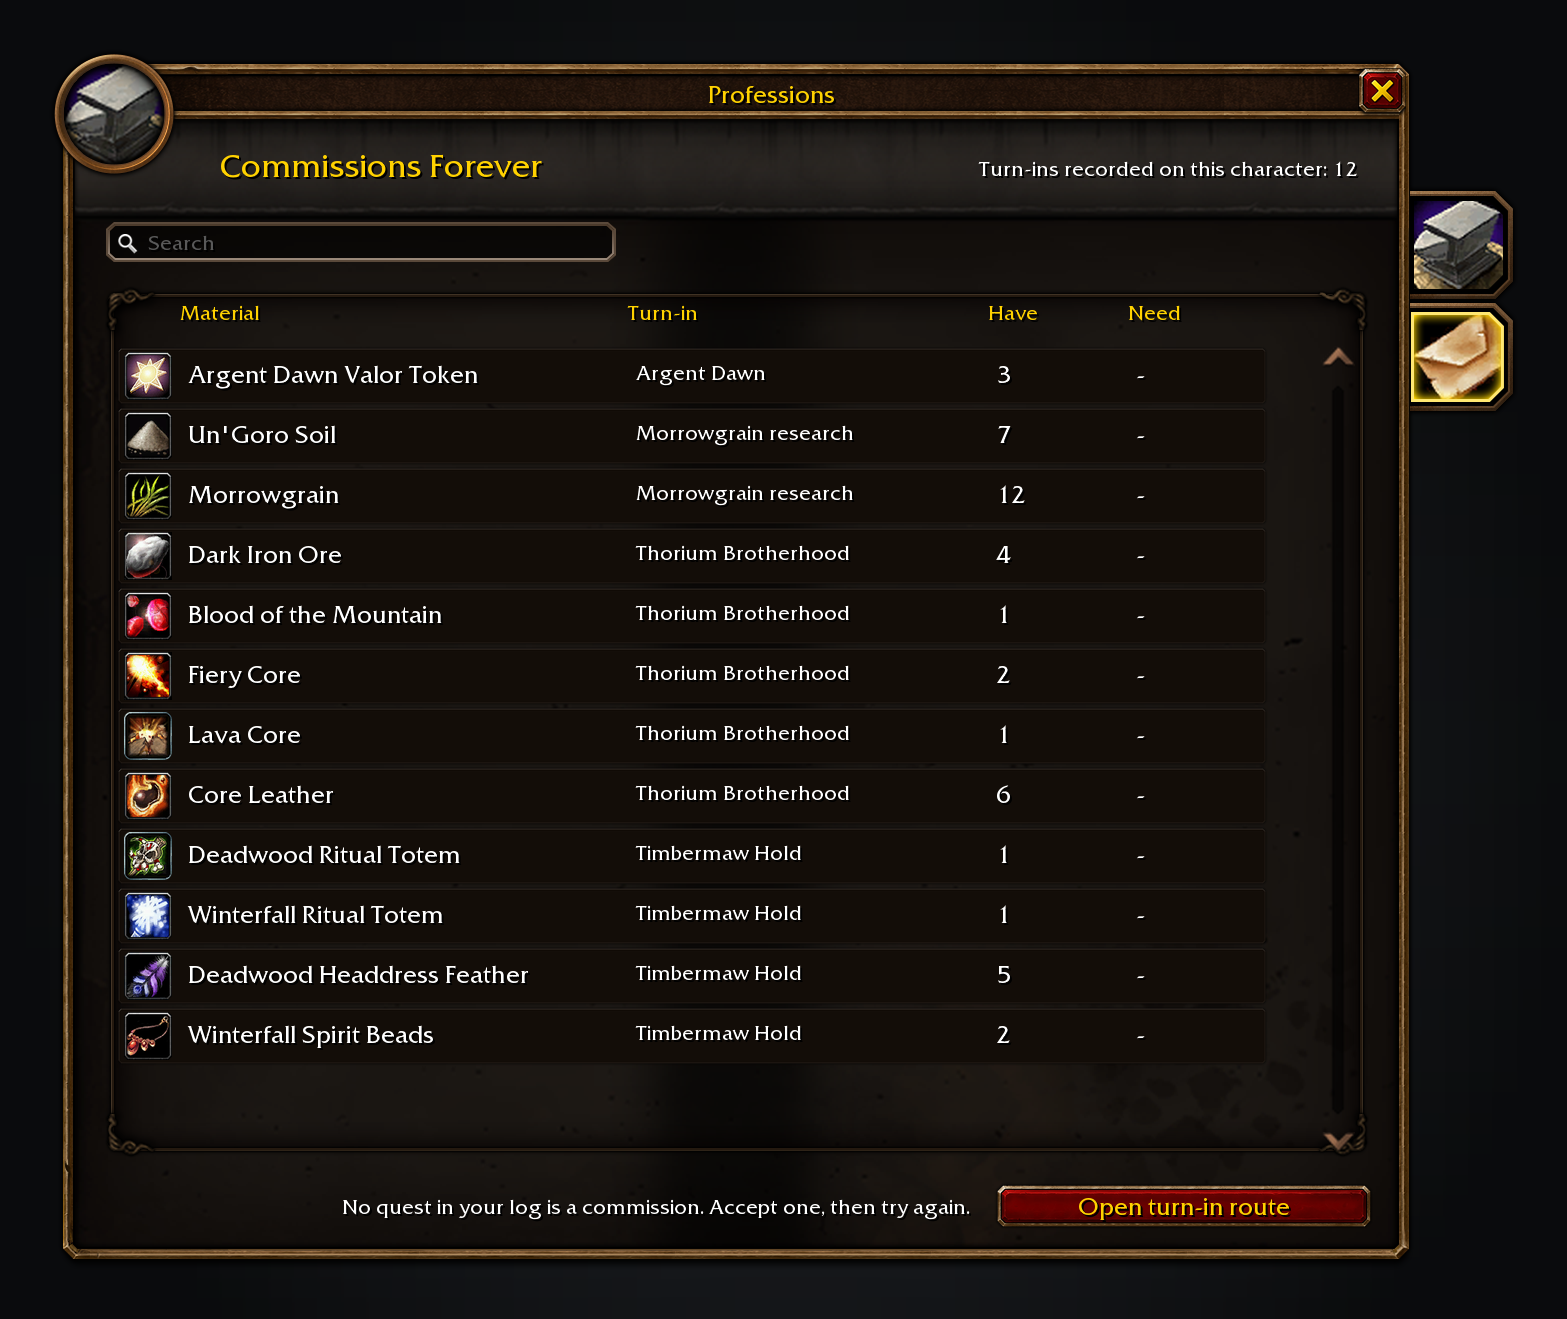 Professions
Commissions Forever
Turn-ins recorded on this character: 12
Search
Material Turn-in Have Need
Argent Dawn Valor Token Argent Dawn 3 -
Un'Goro Soil Morrowgrain research 7 -
Morrowgrain Morrowgrain research 12 -
Dark Iron Ore Thorium Brotherhood 4 -
Blood of the Mountain Thorium Brotherhood 1 -
Fiery Core Thorium Brotherhood 2 -
Lava Core Thorium Brotherhood 1 -
Core Leather Thorium Brotherhood 6 -
Deadwood Ritual Totem Timbermaw Hold 1 -
Winterfall Ritual Totem Timbermaw Hold 1 -
Deadwood Headdress Feather Timbermaw Hold 5 -
Winterfall Spirit Beads Timbermaw Hold 2 -
No quest in your log is a commission. Accept one, then try again.
Open turn-in route